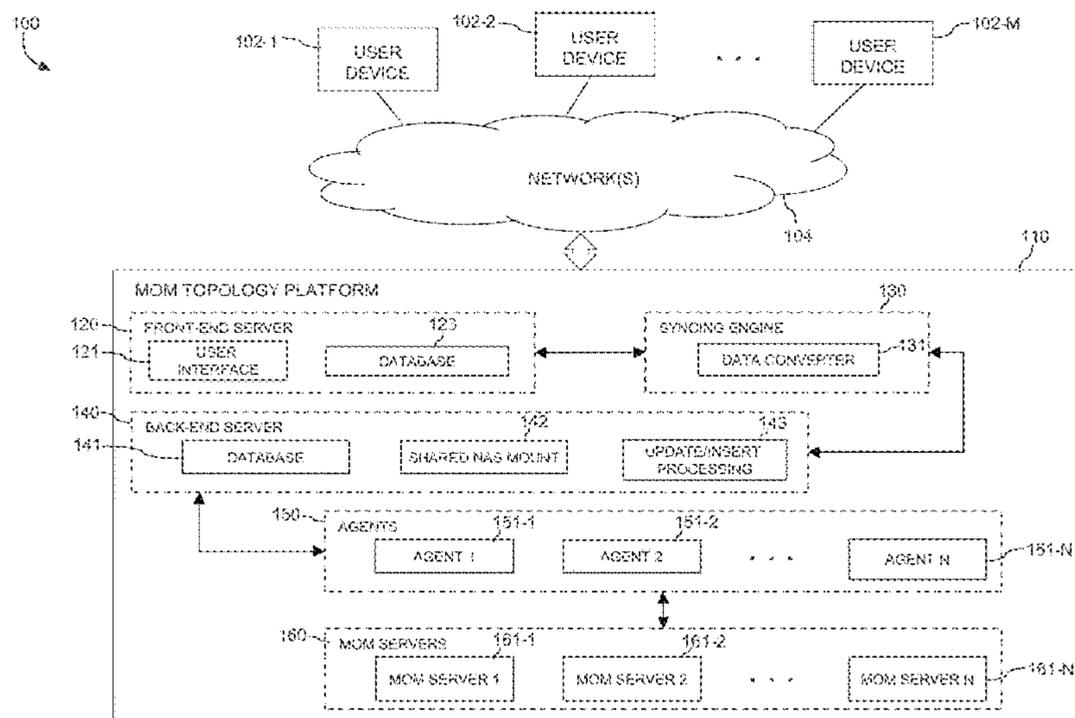 100
102-1
USER
DEVICE
102-2
USER
DEVICE
. . .
102-M
USER
DEVICE
NETWORK(S)
104
110
MOM TOPOLOGY PLATFORM
120
FRONT-END SERVER
121
USER
INTERFACE
123
DATABASE
130
SYNCING ENGINE
DATA CONVERTER
131
140
BACK-END SERVER
141
DATABASE
142
SHARED NAS MOUNT
143
UPDATE/INSERT
PROCESSING
150
AGENTS
151-1
AGENT 1
151-2
AGENT 2
. . .
AGENT N
151-N
160
MOM SERVERS
161-1
MOM SERVER 1
161-2
MOM SERVER 2
. . .
MOM SERVER N
161-N